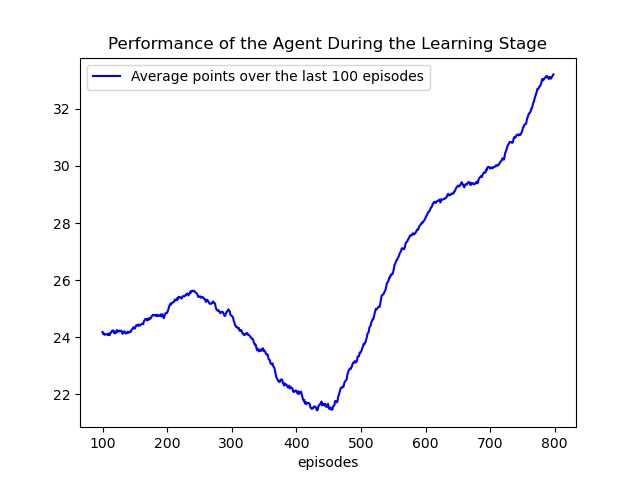 Performance of the Agent During the Learning Stage
Average points over the last 100 episodes
32
30
28
26
24
22
100 200 300 400 500 600 700 800
episodes